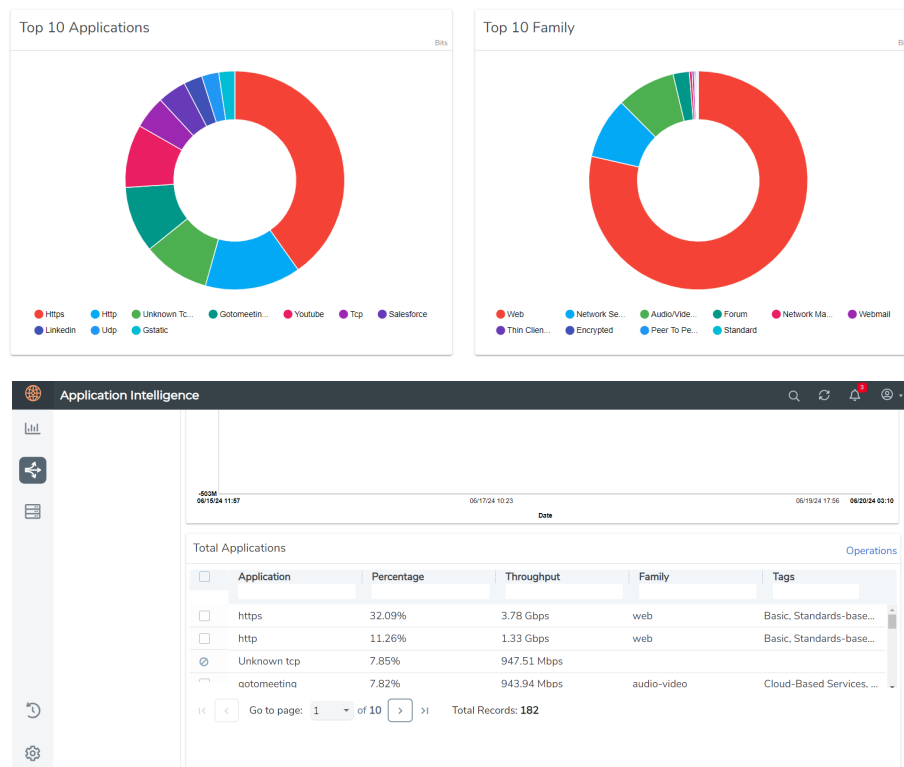 Top 10 Applications
Bits
Https Http Unknown Tc... Gotomeetin... Youtube Tcp Salesforce
Linkedin Udp Gstatic
Top 10 Family
Web Network Se... Audio/Vide... Forum Network Ma... Webmail
Thin Clien... Encrypted Peer To Pe... Standard
Application Intelligence
3
-503M
06/15/24 11:57 06/17/24 10:23 06/19/24 17:56 06/20/24 03:10
Date
Total Applications
Operations
Application Percentage Throughput Family Tags
https 32.09% 3.78 Gbps web Basic, Standards-base...
http 11.26% 1.33 Gbps web Basic, Standards-base...
Unknown tcp 7.85% 947.51 Mbps
gotomeeting 7.82% 943.94 Mbps audio-video Cloud-Based Services, ...
Go to page: 1 of 10 Total Records: 182